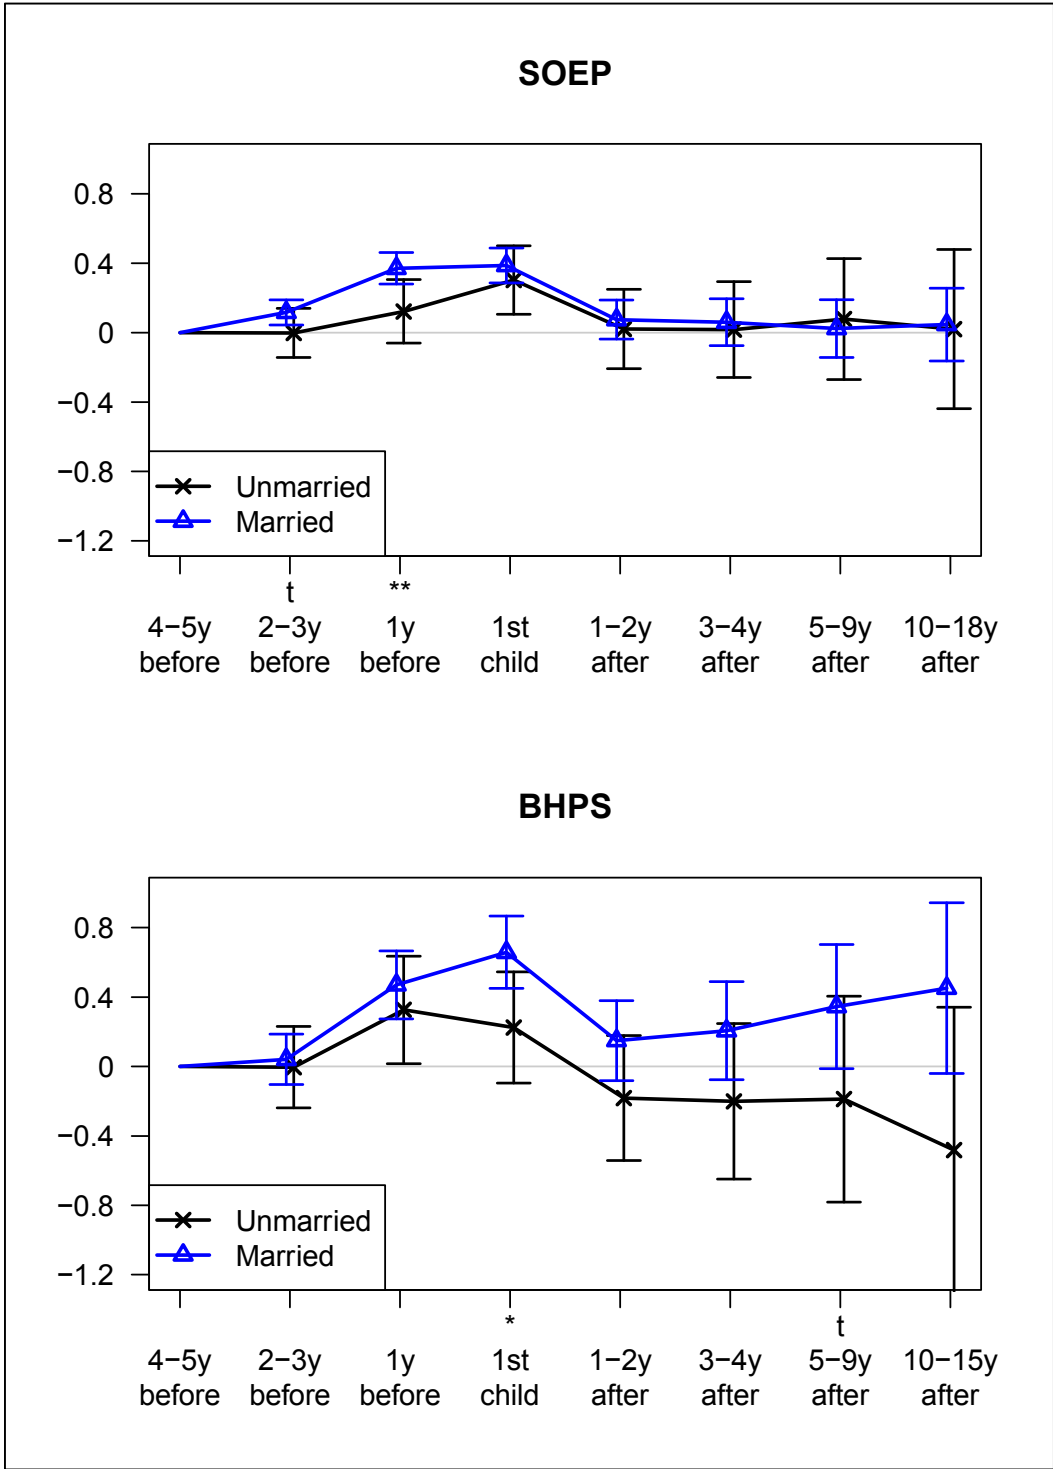 SOEP
0.8
0.4
0
−0.4
−0.8
−1.2
Unmarried
Married
t **
4−5y 2−3y 1y 1st 1−2y 3−4y 5−9y 10−18y
before before before child after after after after
BHPS
0.8
0.4
0
−0.4
−0.8
−1.2
Unmarried
Married
* t
4−5y 2−3y 1y 1st 1−2y 3−4y 5−9y 10−15y
before before before child after after after after